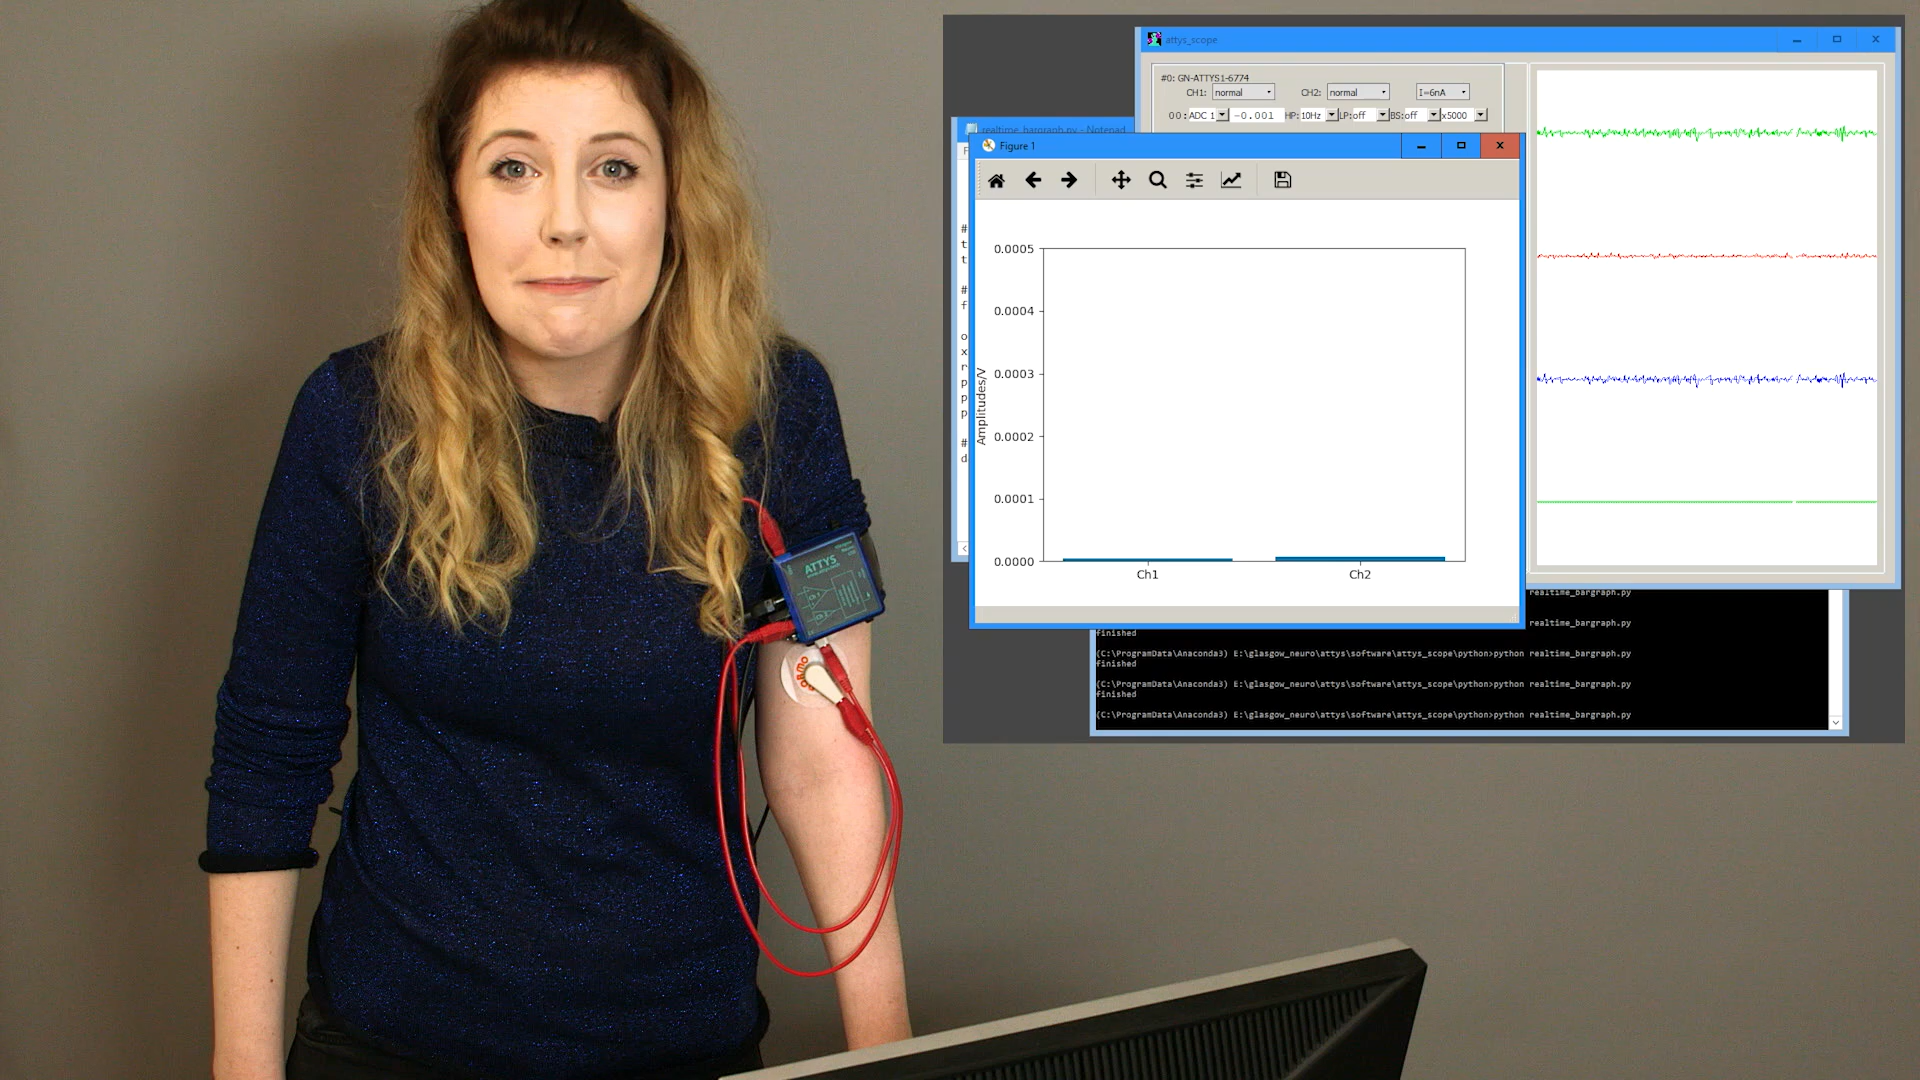 attys_scope
#0: GN-ATTYS1-6774
CH1: normal CH2: normal I=6nA
00: ADC 1 -0.001 HP: 10Hz LP: off BS: off x5000
realtime_bargraph.py - Notepad
Figure 1
0.0005
0.0004
0.0003
0.0002
0.0001
0.0000
Amplitudes/V
Ch1 Ch2
#
t
t
#
f
o
x
r
p
p
p
#
d
realtime_bargraph.py
realtime_bargraph.py
finished
(C:\ProgramData\Anaconda3) E:\glasgow_neuro\attys\software\attys_scope\python>python realtime_bargraph.py
finished
(C:\ProgramData\Anaconda3) E:\glasgow_neuro\attys\software\attys_scope\python>python realtime_bargraph.py
finished
(C:\ProgramData\Anaconda3) E:\glasgow_neuro\attys\software\attys_scope\python>python realtime_bargraph.py
ATTYS
Ch 1
Ch 2